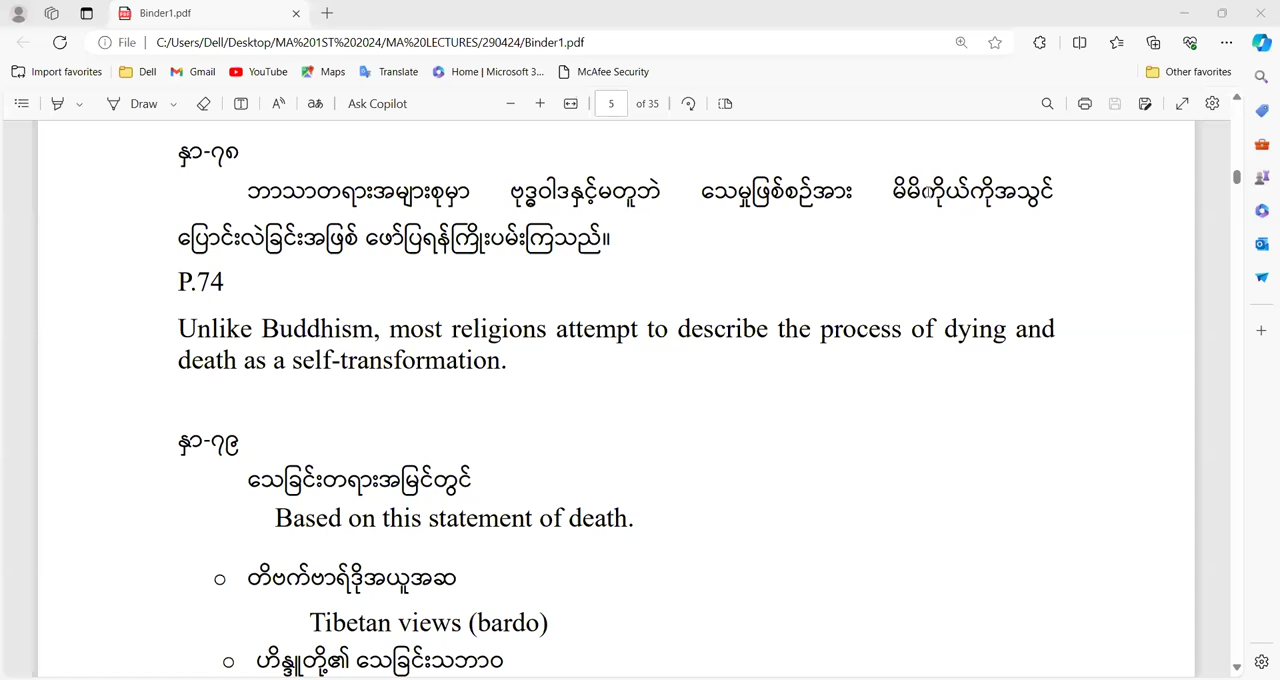 Binder1.pdf
File C:/Users/Dell/Desktop/MA%201ST%202024/MA%20LECTURES/290424/Binder1.pdf
Import favorites Dell Gmail YouTube Maps Translate Home | Microsoft 3... McAfee Security Other favorites
Draw Ask Copilot 5 of 35
နှာ-၇၈
ဘာသာတရားအများစုမှာ ဗုဒ္ဓဝါဒနှင့်မတူဘဲ သေမှုဖြစ်စဉ်အား မိမိကိုယ်ကိုအသွင်
ပြောင်းလဲခြင်းအဖြစ် ဖော်ပြရန်ကြိုးပမ်းကြသည်။
P.74
Unlike Buddhism, most religions attempt to describe the process of dying and
death as a self-transformation.
နှာ-၇၉
သေခြင်းတရားအမြင်တွင်
Based on this statement of death.
တိဗက်ဗာရ်ဒိုအယူအဆ
Tibetan views (bardo)
ဟိန္ဒူတို့၏ သေခြင်းသဘာဝ